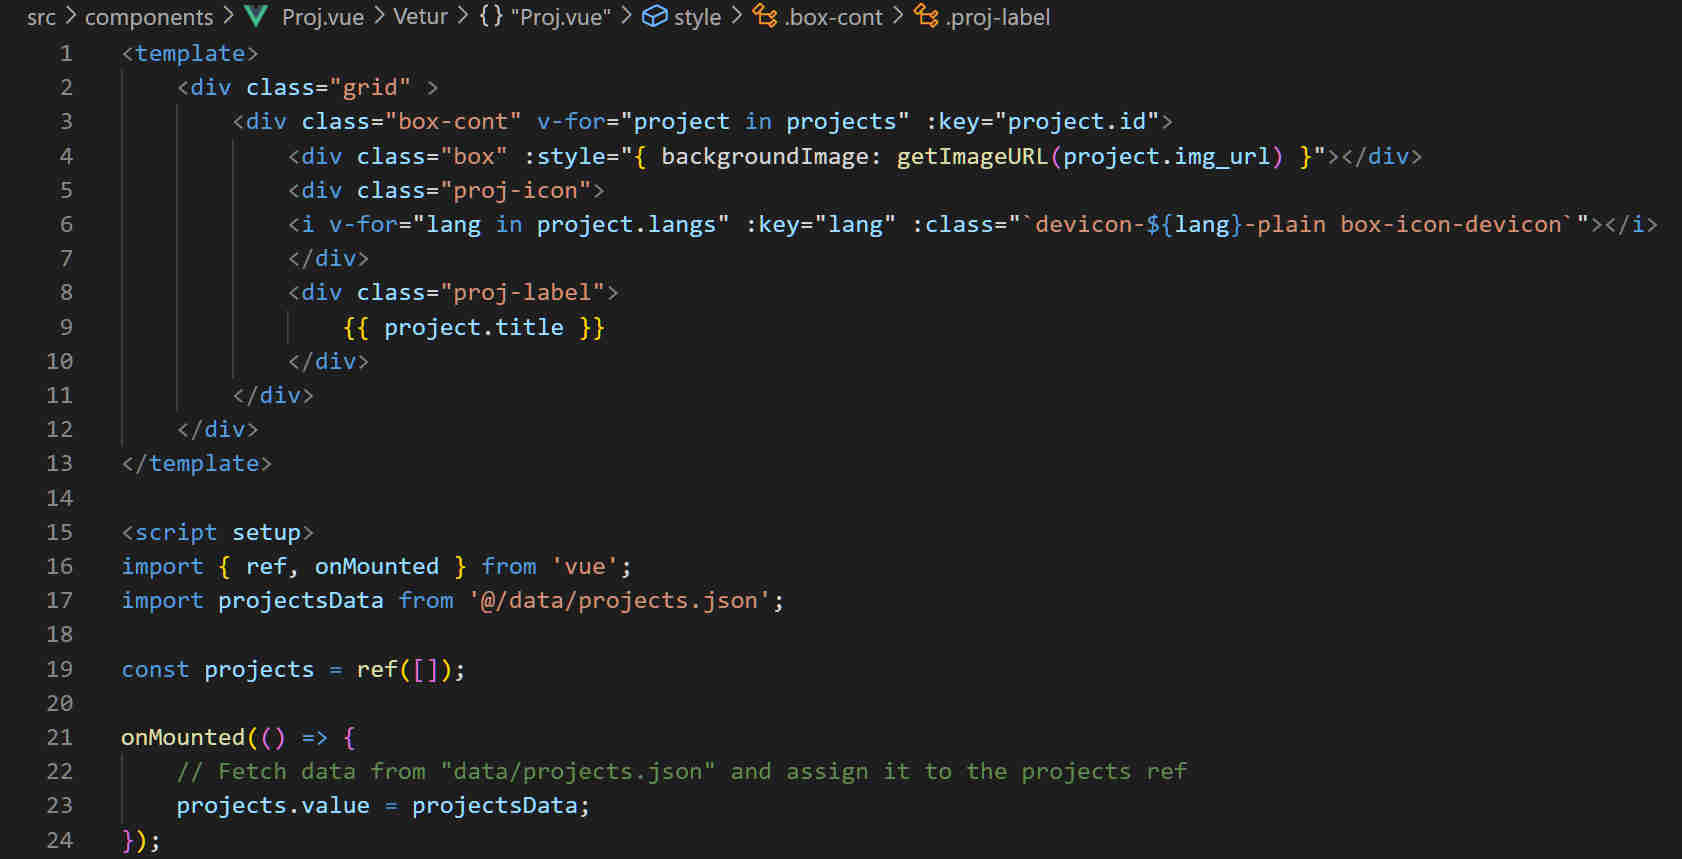 src > components > Proj.vue > Vetur > {} "Proj.vue" > style > .box-cont > .proj-label
1 <template>
2     <div class="grid" >
3         <div class="box-cont" v-for="project in projects" :key="project.id">
4             <div class="box" :style="{ backgroundImage: getImageURL(project.img_url) }"></div>
5             <div class="proj-icon">
6             <i v-for="lang in project.langs" :key="lang" :class="`devicon-${lang}-plain box-icon-devicon`"></i>
7             </div>
8             <div class="proj-label">
9                 {{ project.title }}
10             </div>
11         </div>
12     </div>
13 </template>
14
15 <script setup>
16 import { ref, onMounted } from 'vue';
17 import projectsData from '@/data/projects.json';
18
19 const projects = ref([]);
20
21 onMounted(() => {
22     // Fetch data from "data/projects.json" and assign it to the projects ref
23     projects.value = projectsData;
24 });